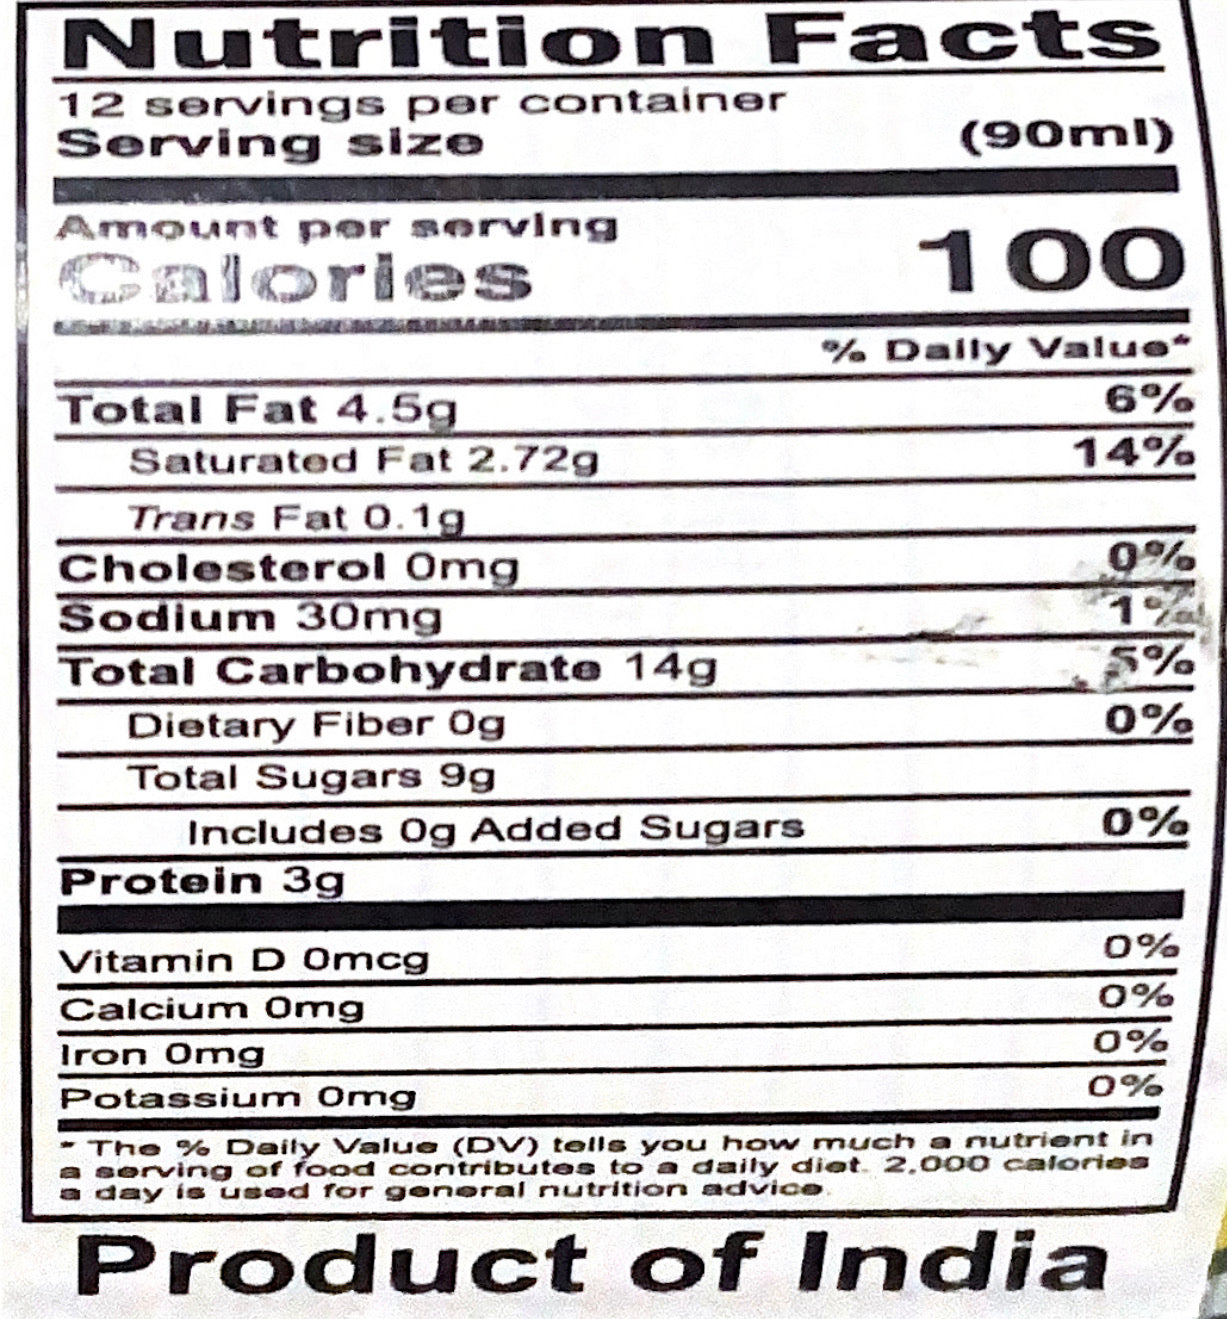 Nutrition Facts
12 servings per container
Serving size (90ml)
Amount per serving
Calories 100
% Daily Value*
Total Fat 4.5g 6%
Saturated Fat 2.72g 14%
Trans Fat 0.1g
Cholesterol 0mg 0%
Sodium 30mg 1%
Total Carbohydrate 14g 5%
Dietary Fiber 0g 0%
Total Sugars 9g
Includes 0g Added Sugars 0%
Protein 3g
Vitamin D 0mcg 0%
Calcium 0mg 0%
Iron 0mg 0%
Potassium 0mg 0%
* The % Daily Value (DV) tells you how much a nutrient in
a serving of food contributes to a daily diet. 2,000 calories
a day is used for general nutrition advice.
Product of India